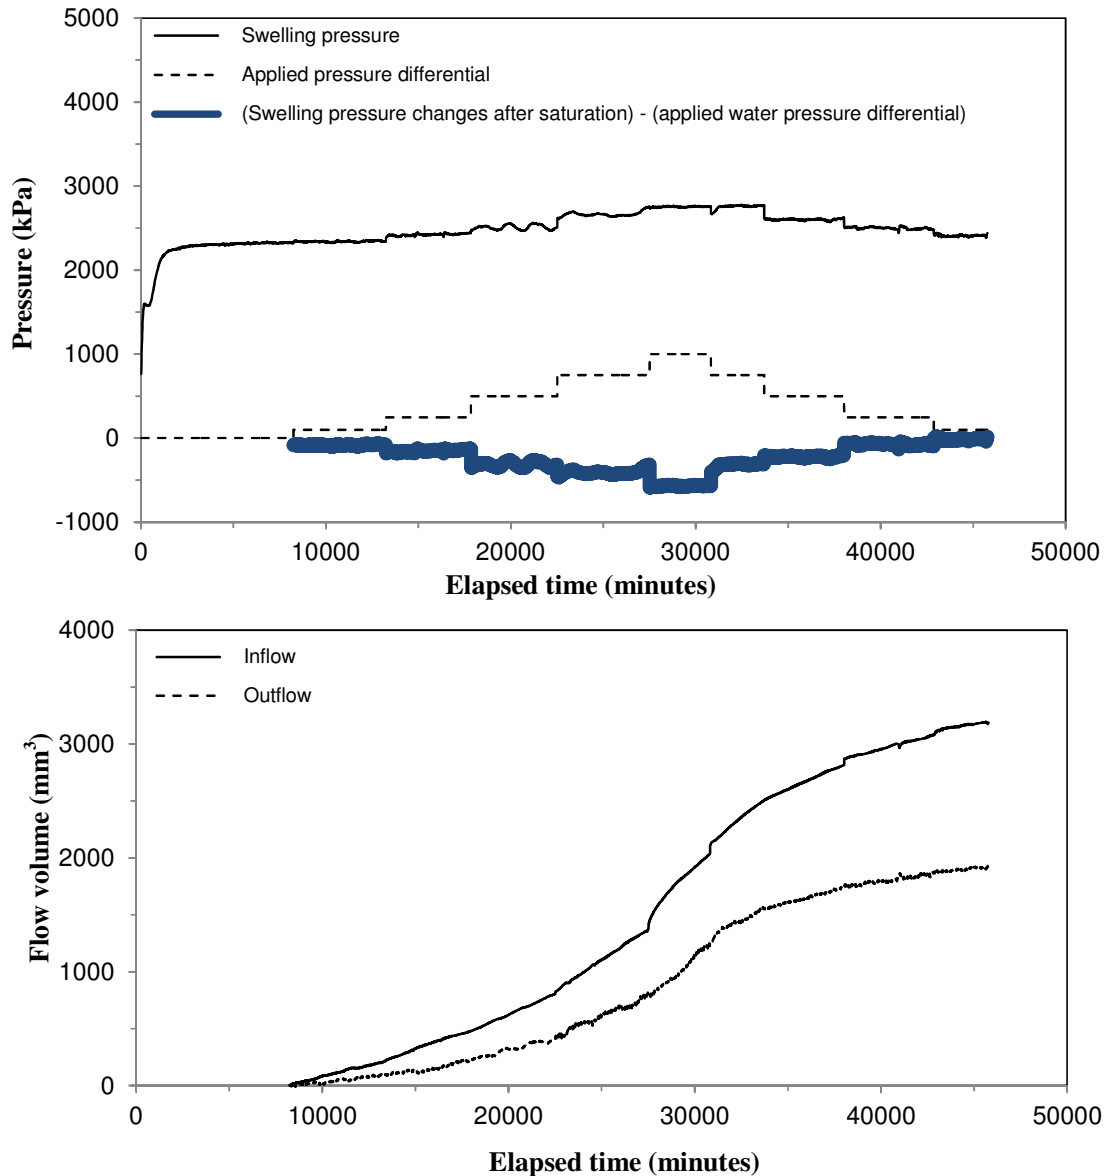 5000
4000
3000
2000
1000
0
-1000
Pressure (kPa)
Swelling pressure
Applied pressure differential
(Swelling pressure changes after saturation) - (applied water pressure differential)
0 10000 20000 30000 40000 50000
Elapsed time (minutes)
4000
3000
2000
1000
0
Flow volume (mm³)
Inflow
Outflow
0 10000 20000 30000 40000 50000
Elapsed time (minutes)